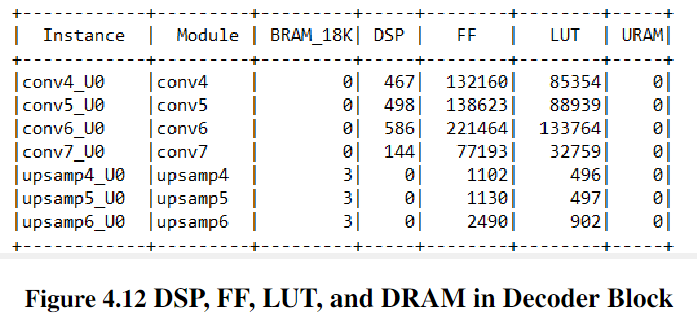 +-------------+---------+---------+-----+--------+--------+-----+
| Instance | Module | BRAM_18K| DSP | FF | LUT | URAM|
+-------------+---------+---------+-----+--------+--------+-----+
|conv4_U0 |conv4 | 0| 467| 132160| 85354| 0|
|conv5_U0 |conv5 | 0| 498| 138623| 88939| 0|
|conv6_U0 |conv6 | 0| 586| 221464| 133764| 0|
|conv7_U0 |conv7 | 0| 144| 77193| 32759| 0|
|upsamp4_U0 |upsamp4 | 3| 0| 1102| 496| 0|
|upsamp5_U0 |upsamp5 | 3| 0| 1130| 497| 0|
|upsamp6_U0 |upsamp6 | 3| 0| 2490| 902| 0|
+-------------+---------+---------+-----+--------+--------+-----+
Figure 4.12 DSP, FF, LUT, and DRAM in Decoder Block